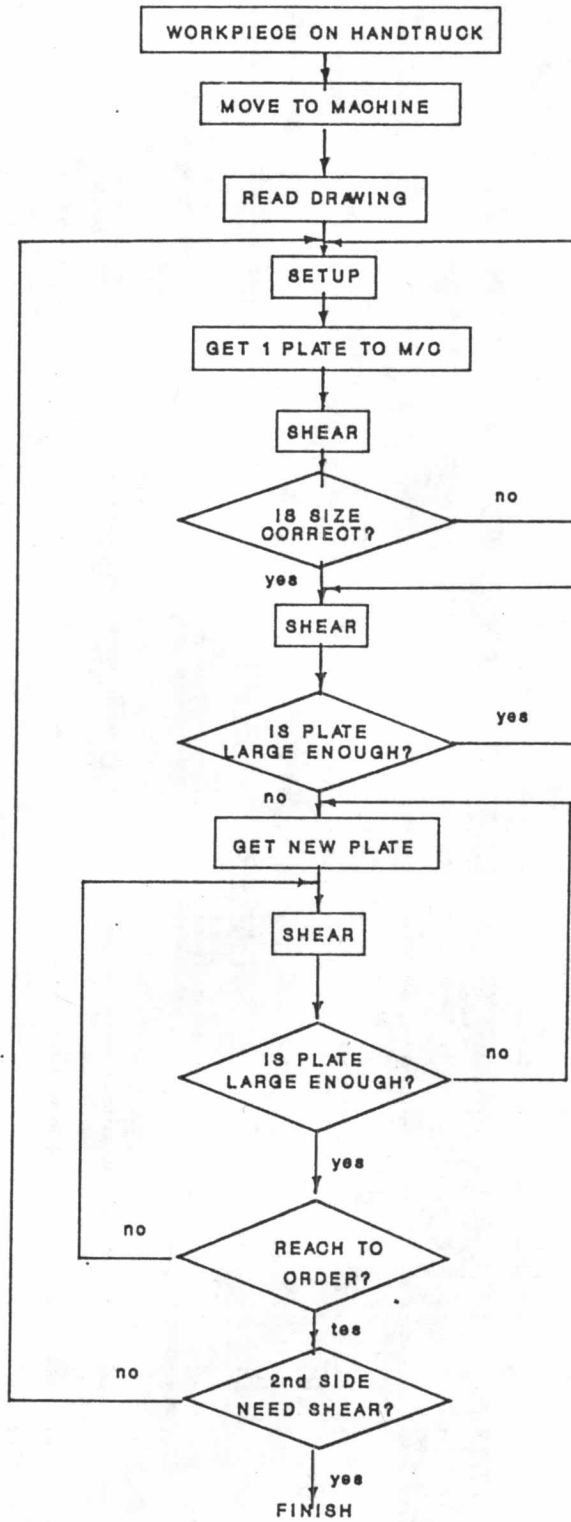 WORKPIECE ON HANDTRUCK
MOVE TO MACHINE
READ DRAWING
SETUP
GET 1 PLATE TO M/C
SHEAR
IS SIZE
CORRECT?
no
yes
SHEAR
IS PLATE
LARGE ENOUGH?
yes
no
GET NEW PLATE
SHEAR
IS PLATE
LARGE ENOUGH?
no
yes
no
REACH TO
ORDER?
tes
no
2nd SIDE
NEED SHEAR?
yes
FINISH